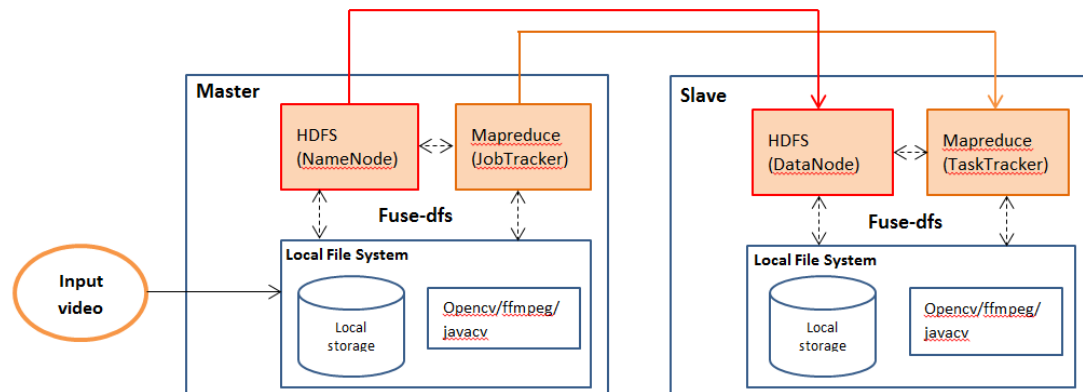 Master
HDFS
(NameNode)
Mapreduce
(JobTracker)
Fuse-dfs
Local File System
Local
storage
Opencv/ffmpeg/
javacv
Input
video
Slave
HDFS
(DataNode)
Mapreduce
(TaskTracker)
Fuse-dfs
Local File System
Local
storage
Opencv/ffmpeg/
javacv